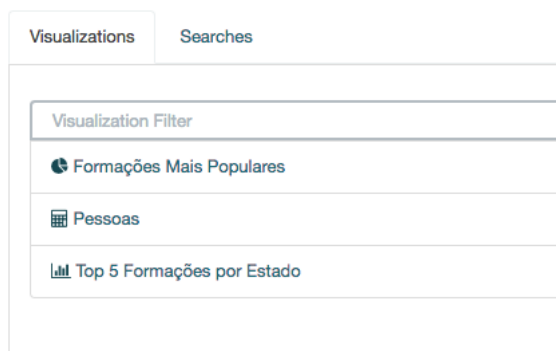 Visualizations Searches
Visualization Filter
Formações Mais Populares
Pessoas
Top 5 Formações por Estado